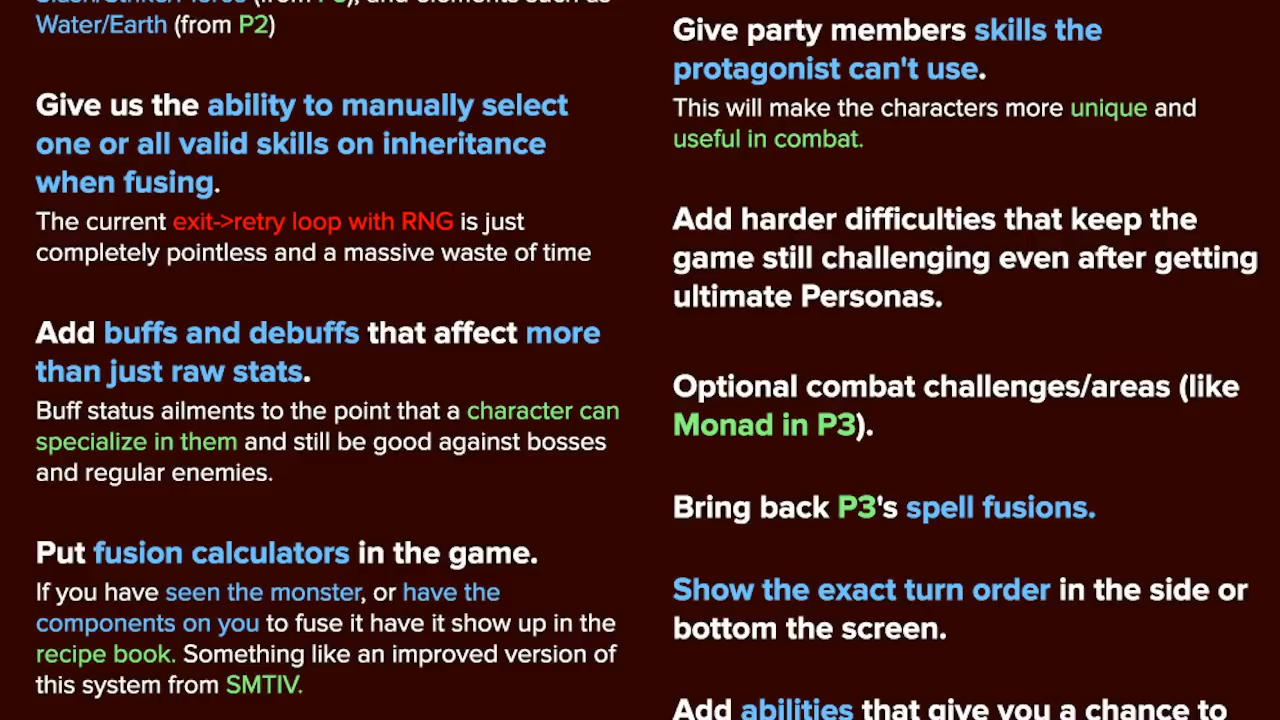 Water/Earth (from P2)
Give us the ability to manually select
one or all valid skills on inheritance
when fusing.
The current exit->retry loop with RNG is just
completely pointless and a massive waste of time
Add buffs and debuffs that affect more
than just raw stats.
Buff status ailments to the point that a character can
specialize in them and still be good against bosses
and regular enemies.
Put fusion calculators in the game.
If you have seen the monster, or have the
components on you to fuse it have it show up in the
recipe book. Something like an improved version of
this system from SMTIV.
Give party members skills the
protagonist can't use.
This will make the characters more unique and
useful in combat.
Add harder difficulties that keep the
game still challenging even after getting
ultimate Personas.
Optional combat challenges/areas (like
Monad in P3).
Bring back P3's spell fusions.
Show the exact turn order in the side or
bottom the screen.
Add abilities that give you a chance to